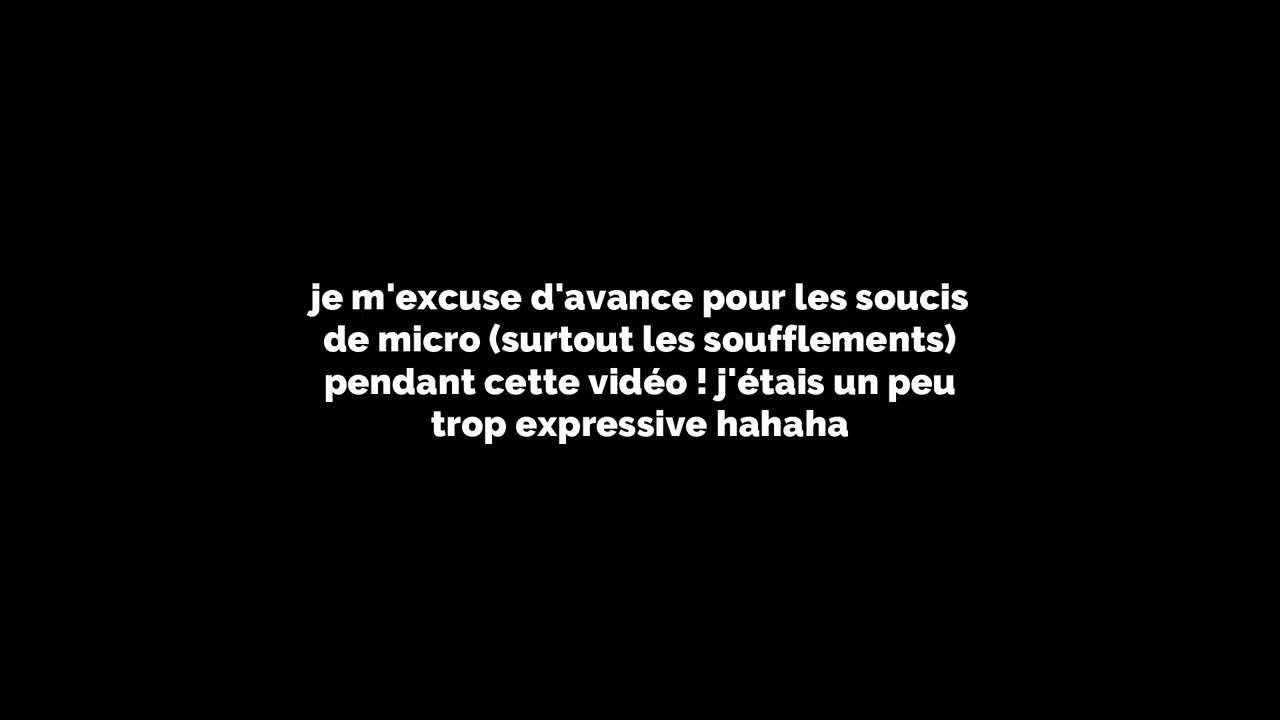 je m'excuse d'avance pour les soucis
de micro (surtout les soufflements)
pendant cette vidéo ! j'étais un peu
trop expressive hahaha